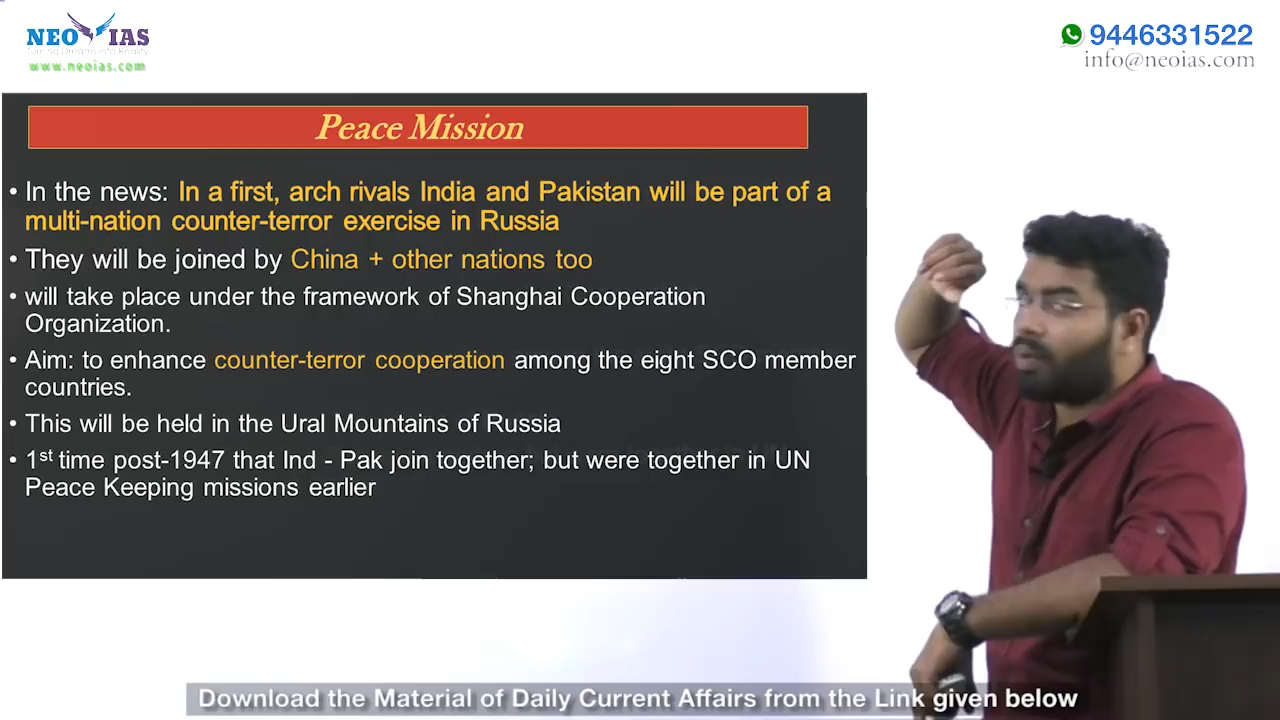 NEO IAS
Turning Dreams into Reality
www.neoias.com
9446331522
info@neoias.com
Peace Mission
• In the news: In a first, arch rivals India and Pakistan will be part of a
multi-nation counter-terror exercise in Russia
• They will be joined by China + other nations too
• will take place under the framework of Shanghai Cooperation
Organization.
• Aim: to enhance counter-terror cooperation among the eight SCO member
countries.
• This will be held in the Ural Mountains of Russia
• 1st time post-1947 that Ind - Pak join together; but were together in UN
Peace Keeping missions earlier
Download the Material of Daily Current Affairs from the Link given below